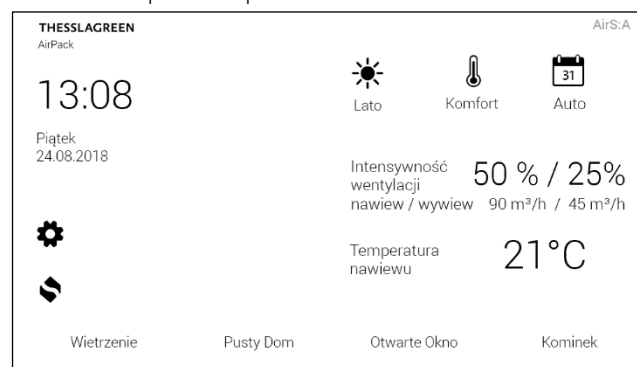 THESSLAGREEN
AirPack
AirS:A
13:08
Piątek
24.08.2018
Lato
Komfort
31
Auto
Intensywność
wentylacji
nawiew / wywiew
50 % / 25%
90 m³/h / 45 m³/h
Temperatura
nawiewu
21°C
Wietrzenie
Pusty Dom
Otwarte Okno
Kominek